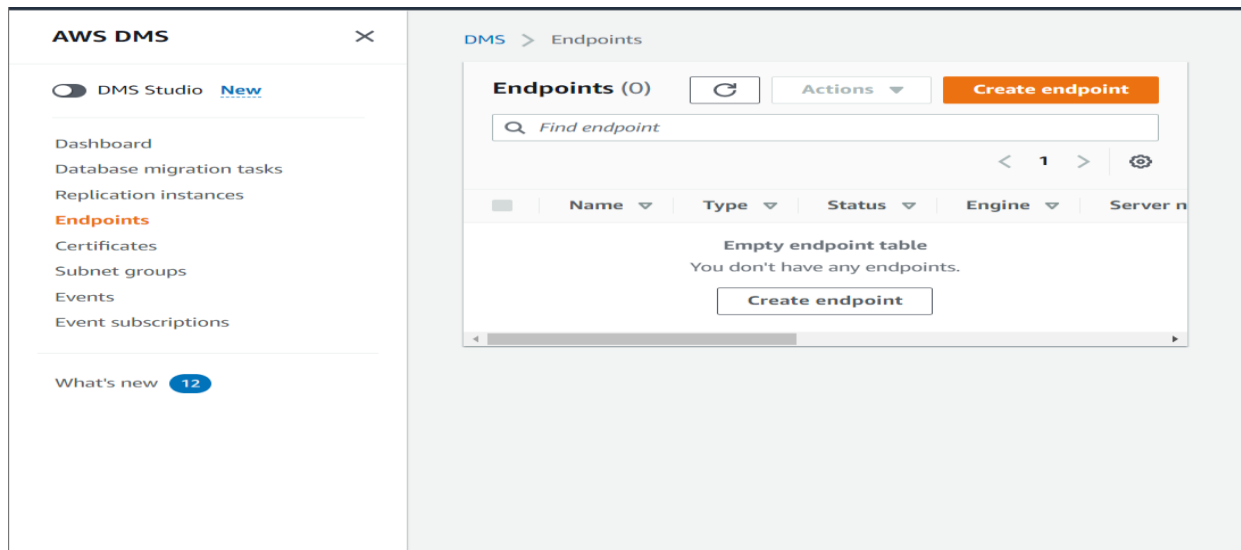 AWS DMS
DMS Studio New
Dashboard
Database migration tasks
Replication instances
Endpoints
Certificates
Subnet groups
Events
Event subscriptions
What's new 12
DMS > Endpoints
Endpoints (0) Actions Create endpoint
Find endpoint
< 1 >
Name Type Status Engine Server n
Empty endpoint table
You don't have any endpoints.
Create endpoint